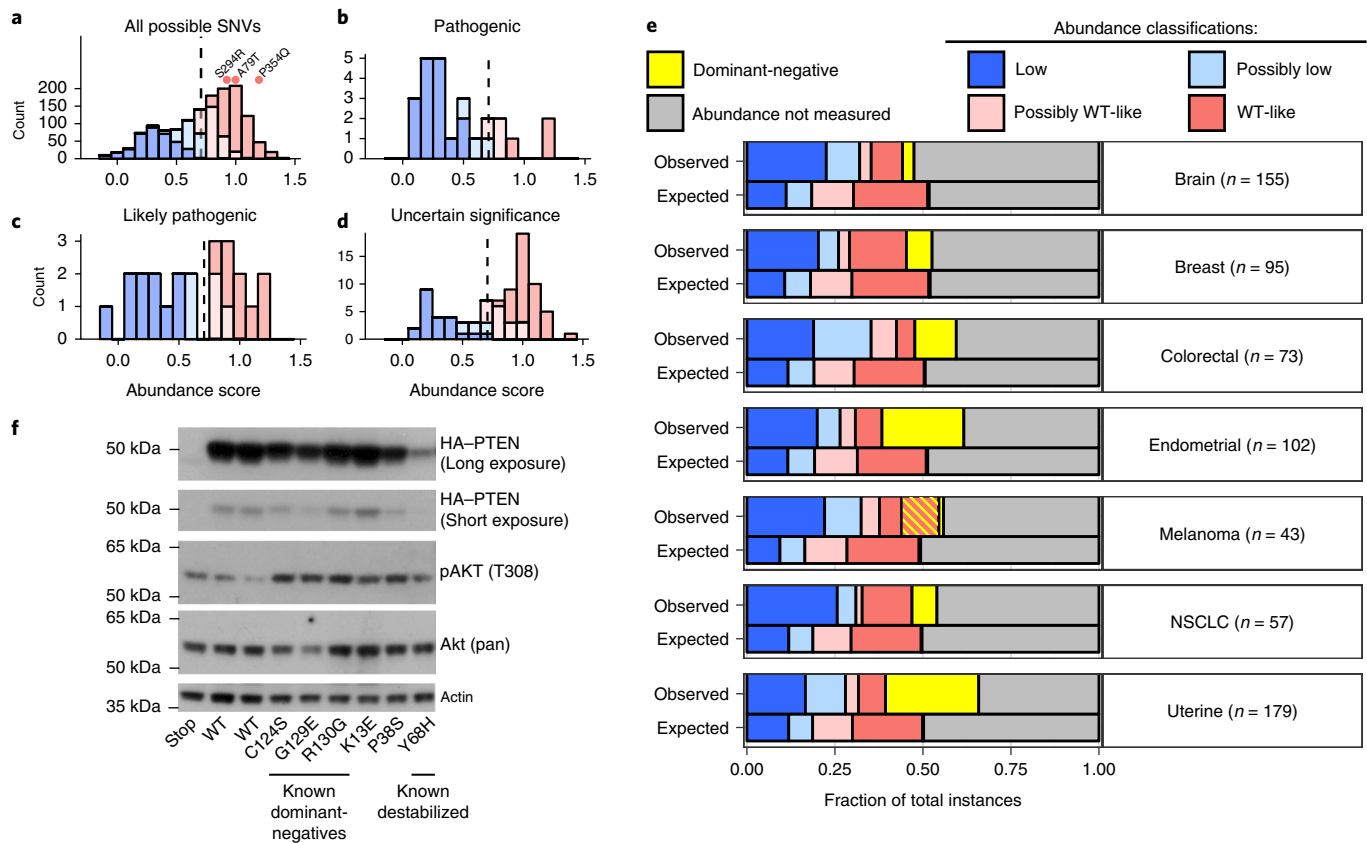 a
All possible SNVs
S294R
A79T
P354Q
Count
200
150
100
50
0
0.0 0.5 1.0 1.5
b
Pathogenic
5
4
3
2
1
0
0.0 0.5 1.0 1.5
c
Likely pathogenic
Count
3
2
1
0
0.0 0.5 1.0 1.5
Abundance score
d
Uncertain significance
15
10
5
0
0.0 0.5 1.0 1.5
Abundance score
e
Abundance classifications:
Dominant-negative
Abundance not measured
Low
Possibly low
Possibly WT-like
WT-like
Observed
Expected
Brain (n = 155)
Observed
Expected
Breast (n = 95)
Observed
Expected
Colorectal (n = 73)
Observed
Expected
Endometrial (n = 102)
Observed
Expected
Melanoma (n = 43)
Observed
Expected
NSCLC (n = 57)
Observed
Expected
Uterine (n = 179)
0.00 0.25 0.50 0.75 1.00
Fraction of total instances
f
50 kDa
HA–PTEN
(Long exposure)
50 kDa
HA–PTEN
(Short exposure)
65 kDa
pAKT (T308)
50 kDa
65 kDa
Akt (pan)
50 kDa
Actin
35 kDa
Stop
WT
WT
C124S
G129E
R130G
K13E
P38S
Y68H
Known
dominant-
negatives
Known
destabilized